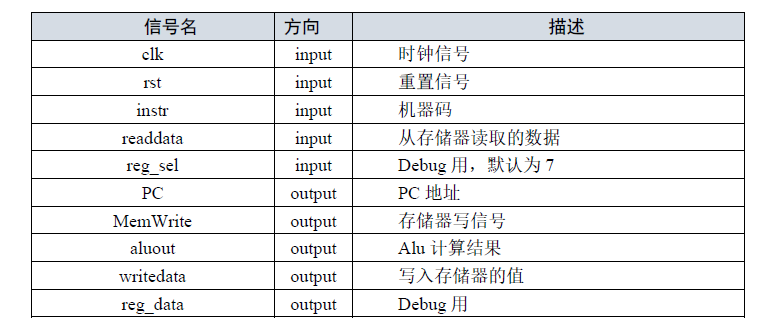 信号名 方向 描述
clk input 时钟信号
rst input 重置信号
instr input 机器码
readdata input 从存储器读取的数据
reg_sel input Debug 用，默认为 7
PC output PC 地址
MemWrite output 存储器写信号
aluout output Alu 计算结果
writedata output 写入存储器的值
reg_data output Debug 用